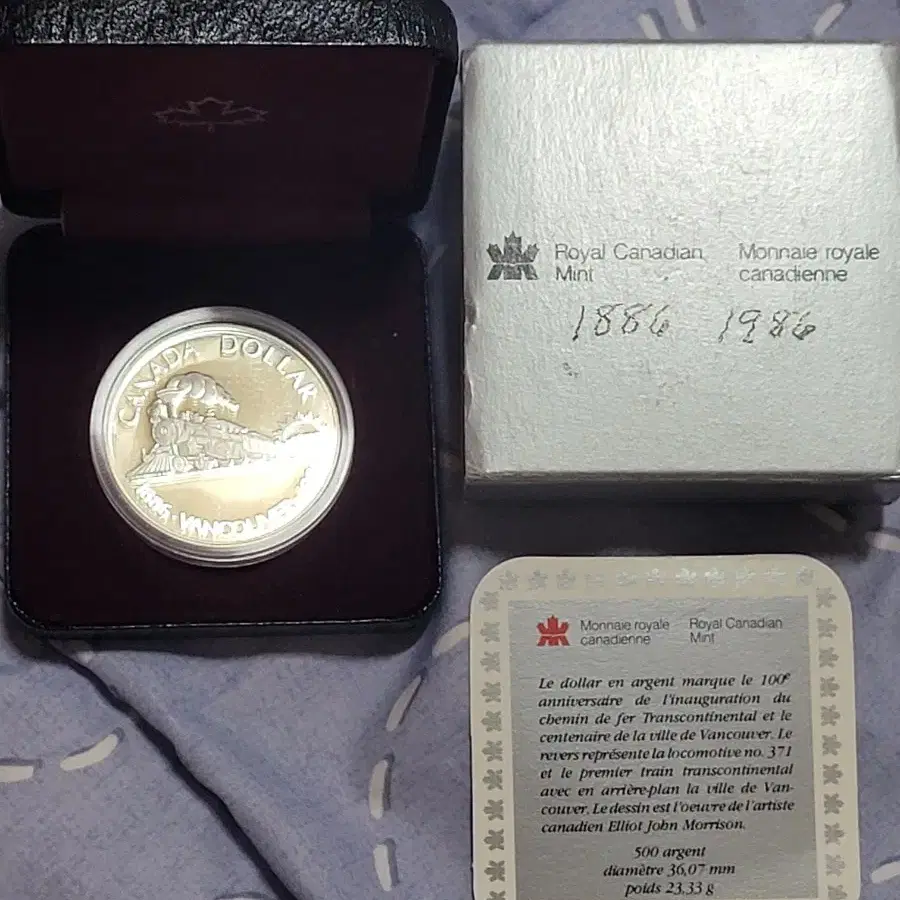 CANADA DOLLAR
VANCOUVER
Royal Canadian
Mint
Monnaie royale
canadienne
1886 1986
Monnaie royale
canadienne
Royal Canadian
Mint
Le dollar en argent marque le 100e
anniversaire de l'inauguration du
chemin de fer Transcontinental et le
centenaire de la ville de Vancouver. Le
revers représente la locomotive no. 371
et le premier train transcontinental
avec en arrière-plan la ville de Van-
couver. Le dessin est l'oeuvre de l'artiste
canadien Elliot John Morrison.
500 argent
diamètre 36,07 mm
poids 23,33 g